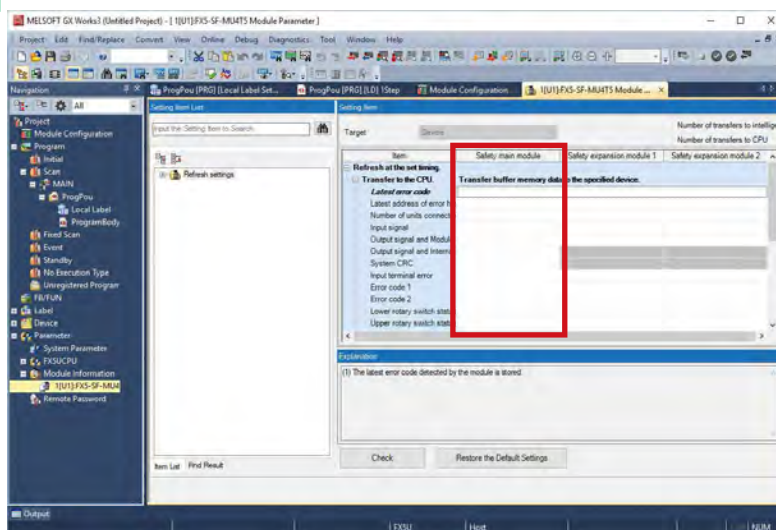 MELSOFT GX Works3 (Untitled Project) - [ 1[U1]:FX5-SF-MU4T5 Module Parameter ]
Project Edit Find/Replace Convert View Online Debug Diagnostics Tool Window Help
Navigation
ProgPou [PRG] [Local Label Set...
ProgPou [PRG] [LD] 1Step
Module Configuration
1[U1]:FX5-SF-MU4T5 Module ...
All
Project
Module Configuration
Program
Initial
Scan
MAIN
ProgPou
Local Label
ProgramBody
Fixed Scan
Event
Standby
No Execution Type
Unregistered Program
FB/FUN
Label
Device
Parameter
System Parameter
FX5UCPU
Module Information
1[U1]:FX5-SF-MU4
Remote Password
Setting Item List
Input the Setting Item to Search
Refresh settings
Item List Find Result
Setting Item
Target Device
Number of transfers to intellige
Number of transfers to CPU
Item Safety main module Safety expansion module 1 Safety expansion module 2
Refresh at the set timing.
Transfer to the CPU. Transfer buffer memory data to the specified device.
Latest error code
Latest address of error h
Number of units connect
Input signal
Output signal and Modul
Output signal and Interna
System CRC
Input terminal error
Error code 1
Error code 2
Lower rotary switch stat
Upper rotary switch stat
Explanation
(1) The latest error code detected by the module is stored.
Check Restore the Default Settings
Output
FX5U Host NUM